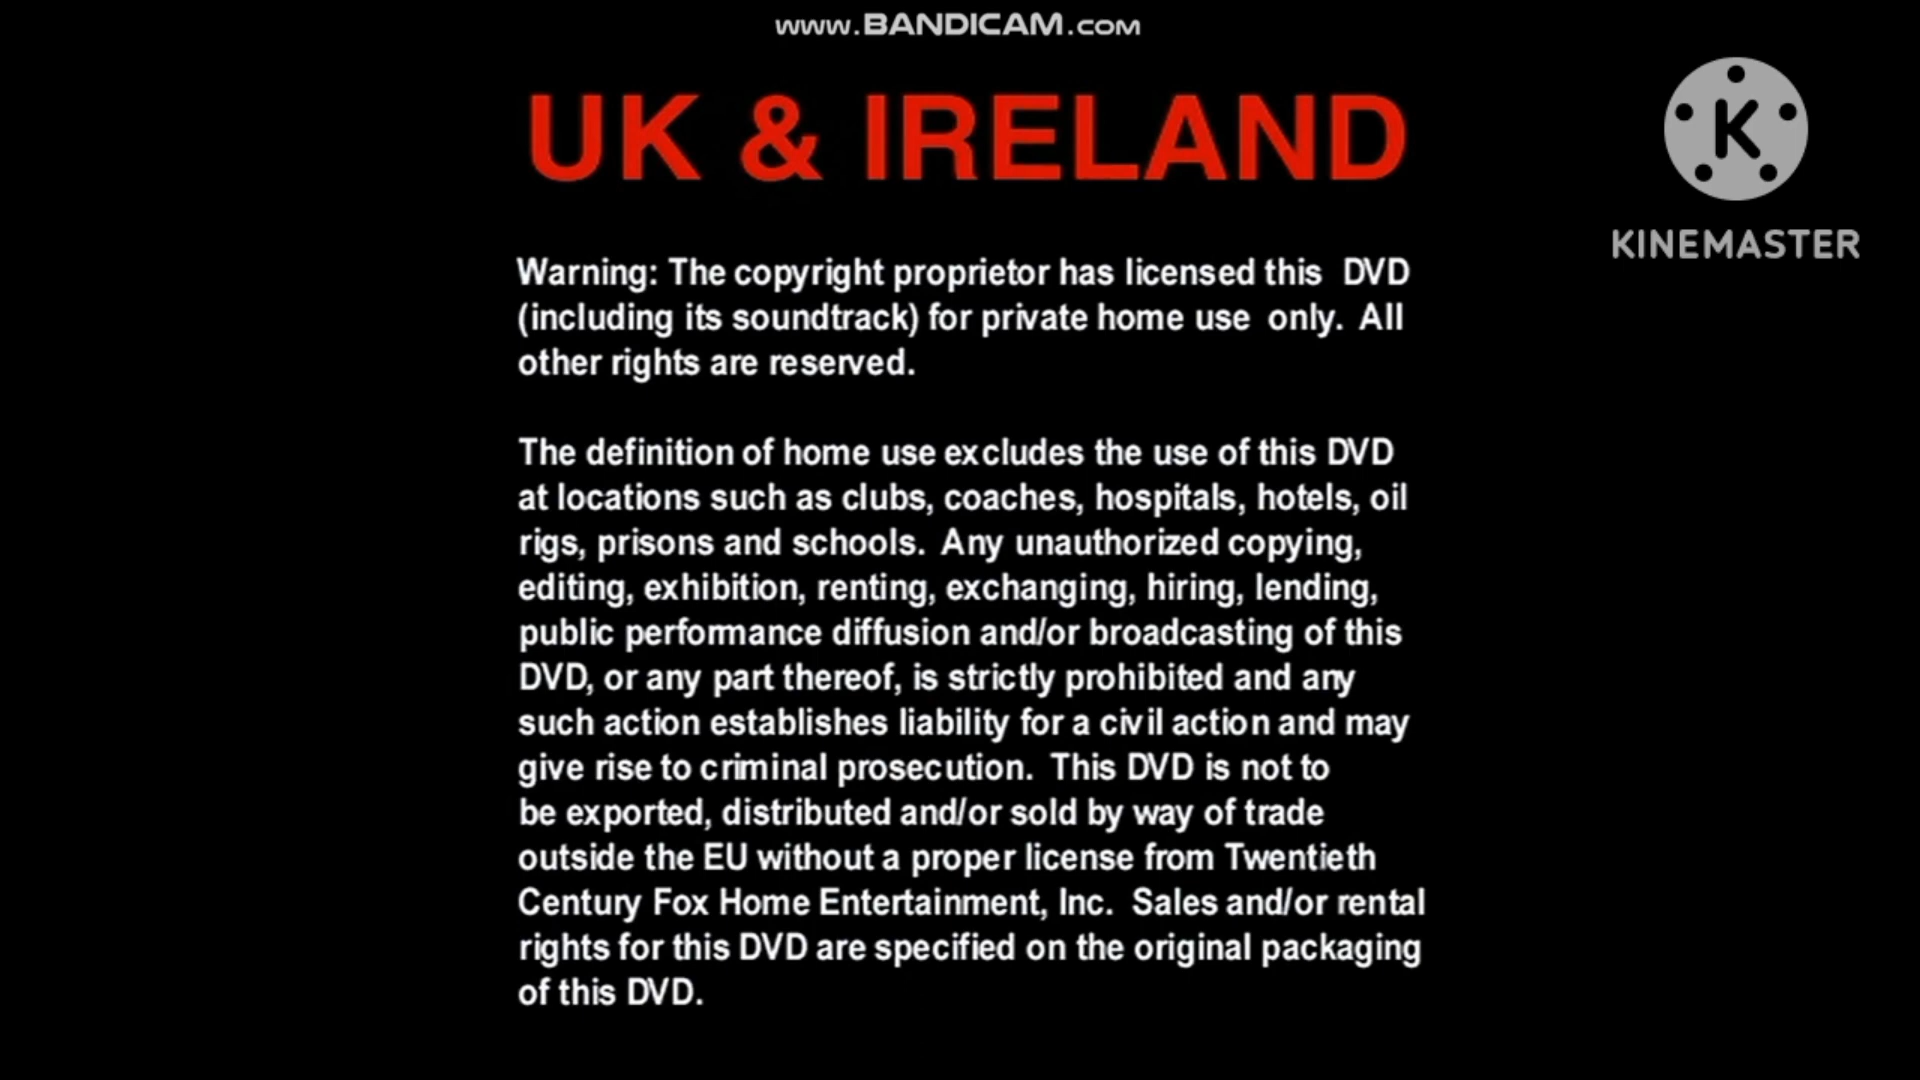 www.BANDICAM.com
UK & IRELAND
K
KINEMASTER
Warning: The copyright proprietor has licensed this DVD
(including its soundtrack) for private home use only. All
other rights are reserved.
The definition of home use excludes the use of this DVD
at locations such as clubs, coaches, hospitals, hotels, oil
rigs, prisons and schools. Any unauthorized copying,
editing, exhibition, renting, exchanging, hiring, lending,
public performance diffusion and/or broadcasting of this
DVD, or any part thereof, is strictly prohibited and any
such action establishes liability for a civil action and may
give rise to criminal prosecution. This DVD is not to
be exported, distributed and/or sold by way of trade
outside the EU without a proper license from Twentieth
Century Fox Home Entertainment, Inc. Sales and/or rental
rights for this DVD are specified on the original packaging
of this DVD.